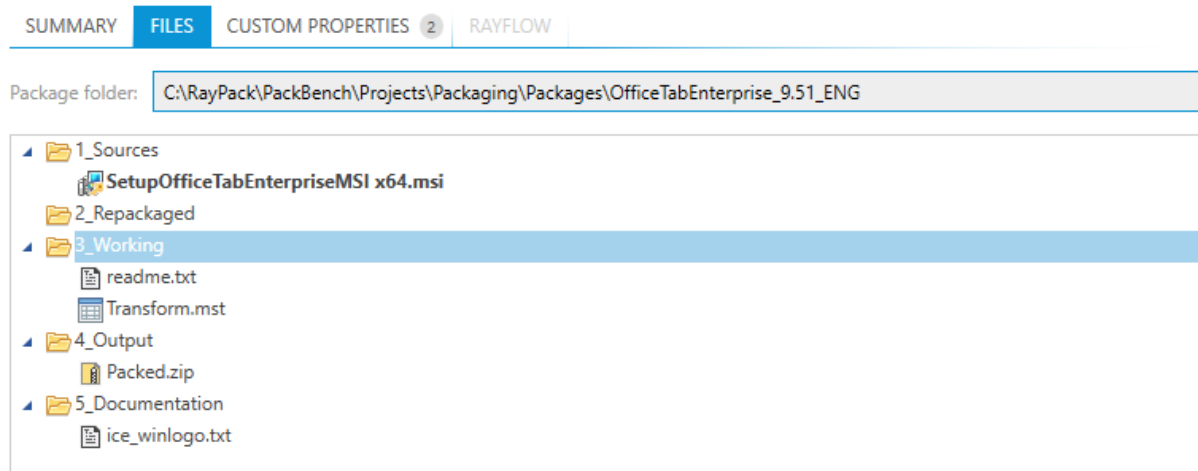 SUMMARY FILES CUSTOM PROPERTIES 2 RAYFLOW
Package folder: C:\RayPack\PackBench\Projects\Packaging\Packages\OfficeTabEnterprise_9.51_ENG
1_Sources
SetupOfficeTabEnterpriseMSI x64.msi
2_Repackaged
3_Working
readme.txt
Transform.mst
4_Output
Packed.zip
5_Documentation
ice_winlogo.txt